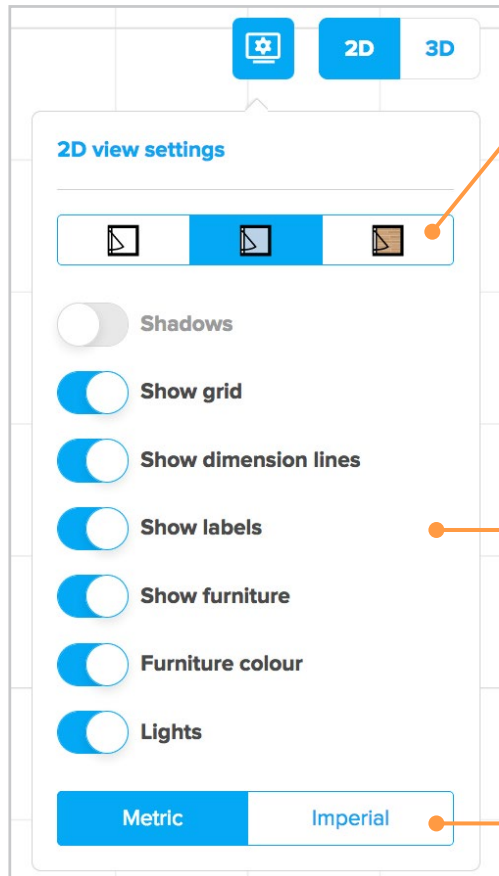 2D 3D
2D view settings
Shadows
Show grid
Show dimension lines
Show labels
Show furniture
Furniture colour
Lights
Metric Imperial